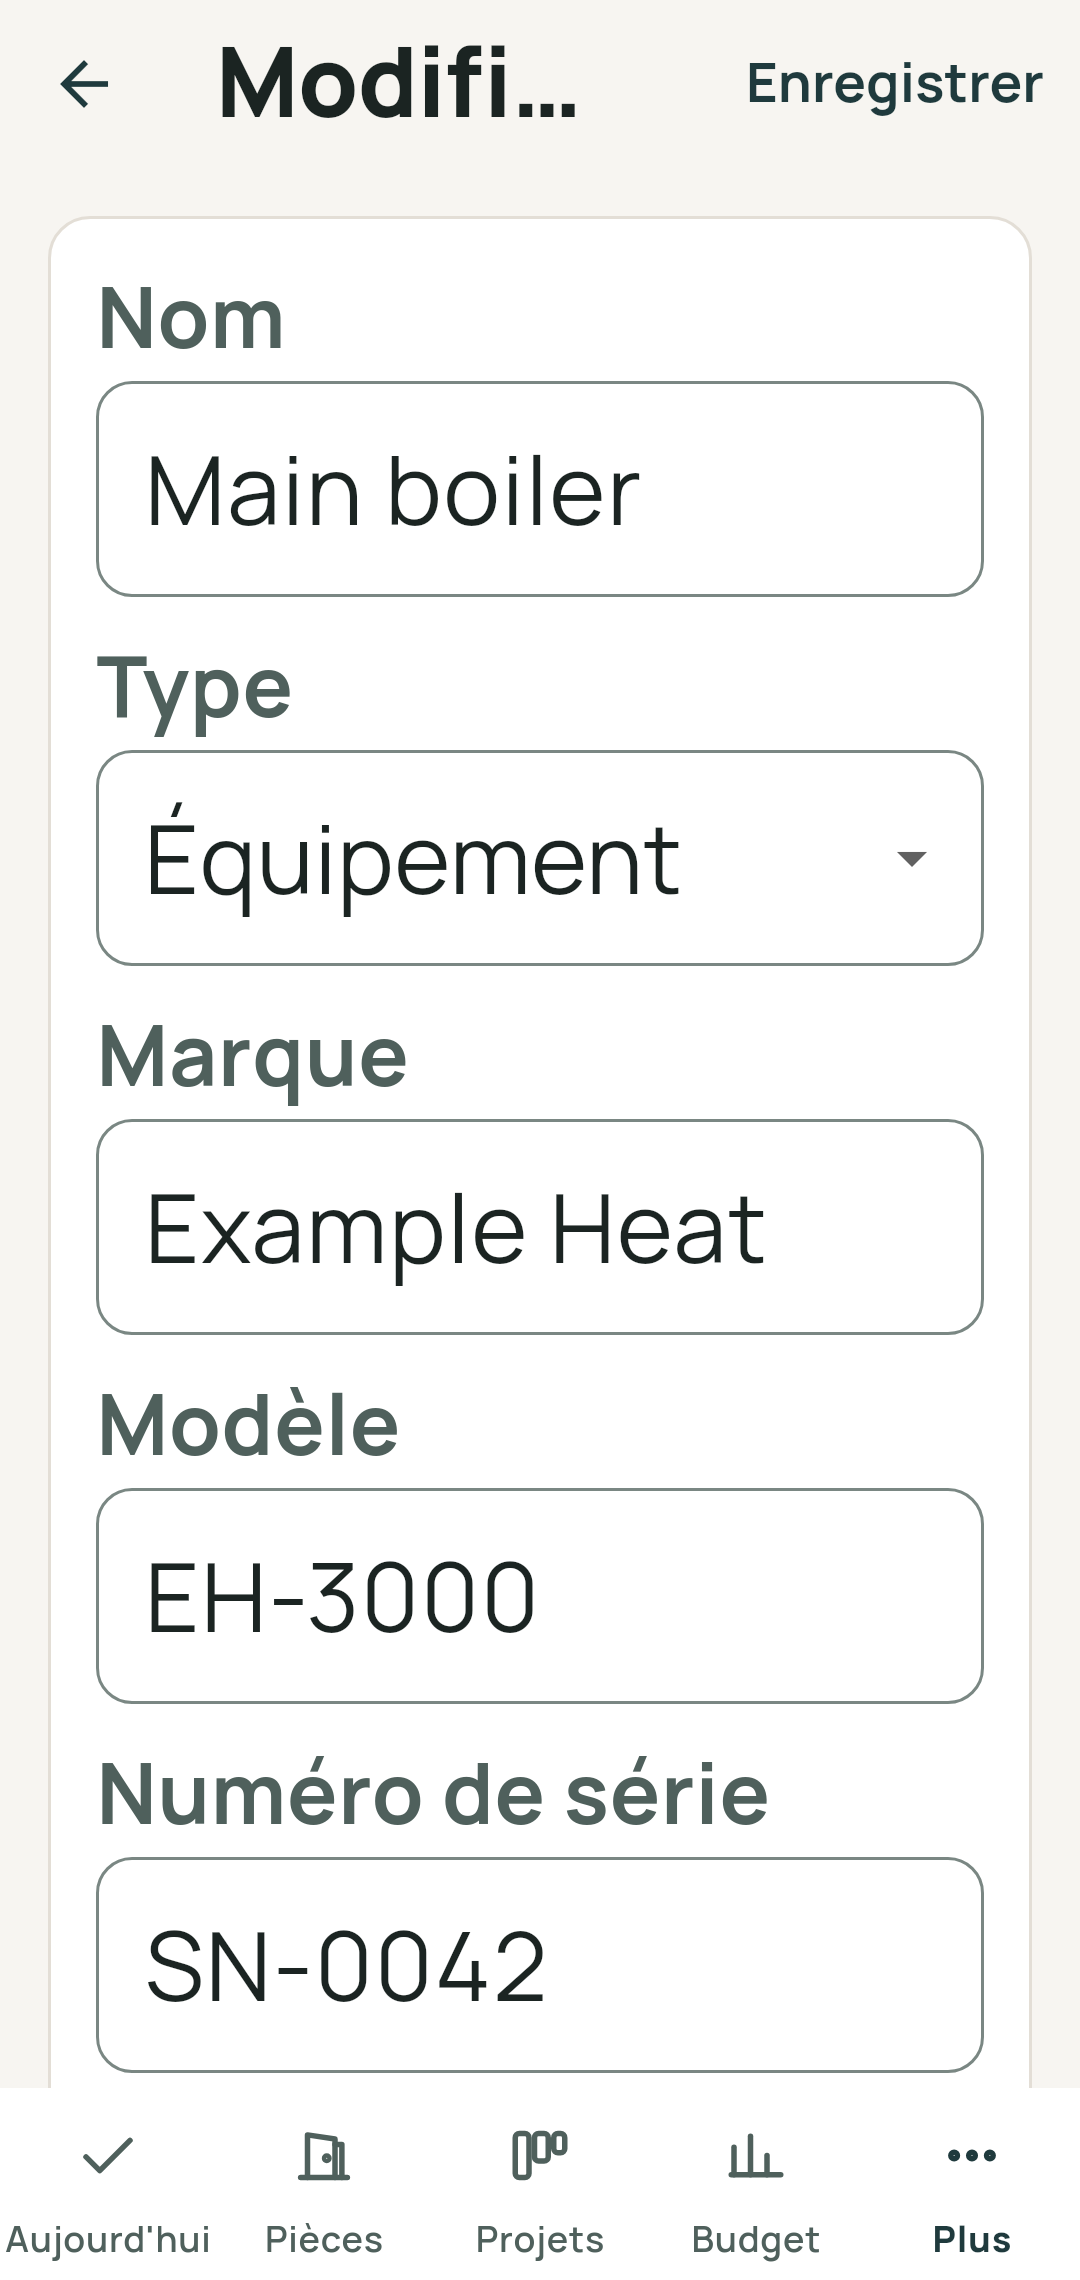 Modifi...
Enregistrer
Nom
Main boiler
Type
Équipement
Marque
Example Heat
Modèle
EH-3000
Numéro de série
SN-0042
Aujourd'hui
Pièces
Projets
Budget
Plus